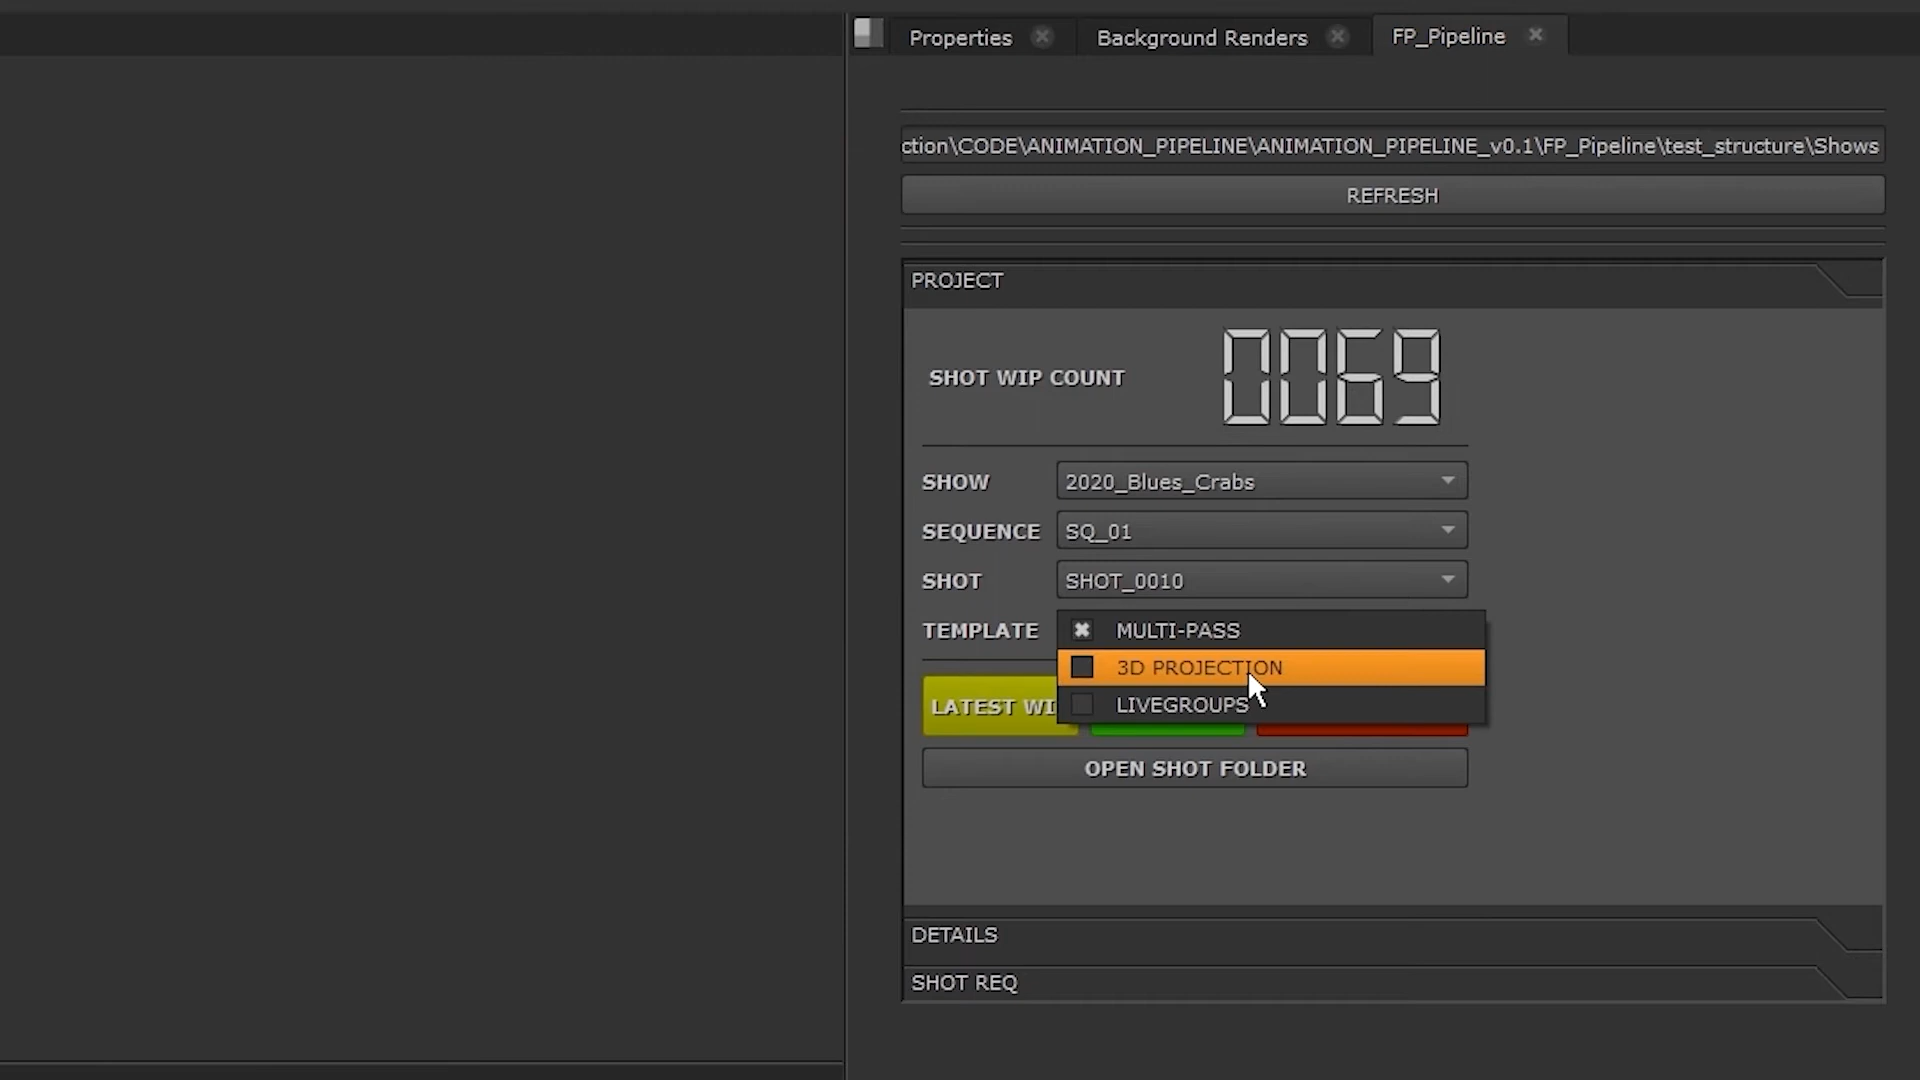 Properties
Background Renders
FP_Pipeline
ction\CODE\ANIMATION_PIPELINE\ANIMATION_PIPELINE_v0.1\FP_Pipeline\test_structure\Shows
REFRESH
PROJECT
SHOT WIP COUNT 0069
SHOW 2020_Blues_Crabs
SEQUENCE SQ_01
SHOT SHOT_0010
TEMPLATE MULTI-PASS
3D PROJECTION
LATEST WI
LIVEGROUPS
OPEN SHOT FOLDER
DETAILS
SHOT REQ